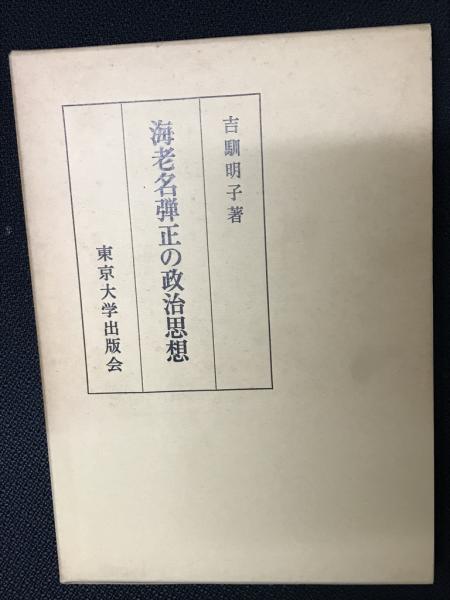 吉馴明子著
海老名弾正の政治思想
東京大学出版会